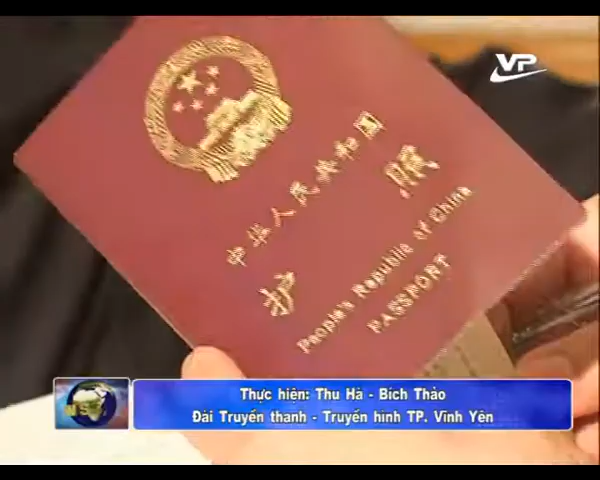 VP
中华人民共和国
护 照
People's Republic of China
PASSPORT
Thực hiện: Thu Hà - Bích Thảo
Đài Truyền thanh - Truyền hình TP. Vĩnh Yên